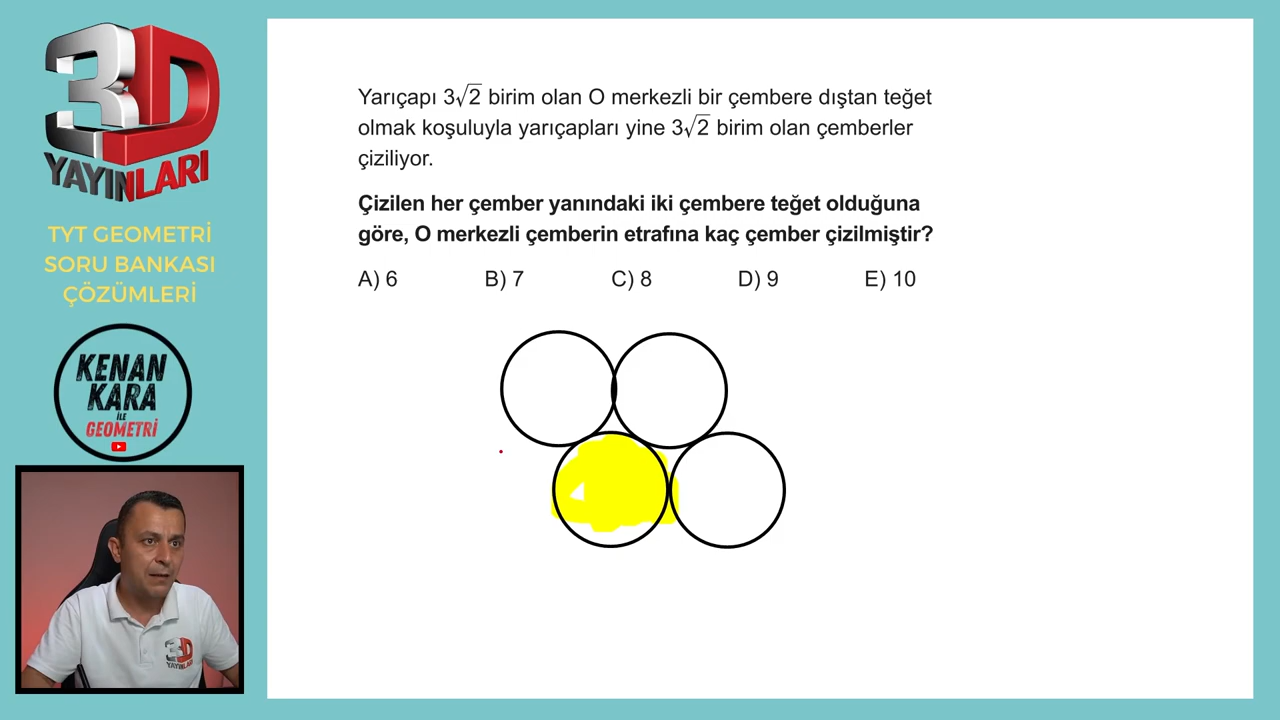 3D
YAYINLARI
TYT GEOMETRİ
SORU BANKASI
ÇÖZÜMLERİ
KENAN
KARA
İLE
GEOMETRİ
3D
YAYINLARI
Yarıçapı 3√2 birim olan O merkezli bir çembere dıştan teğet
olmak koşuluyla yarıçapları yine 3√2 birim olan çemberler
çiziliyor.
Çizilen her çember yanındaki iki çembere teğet olduğuna
göre, O merkezli çemberin etrafına kaç çember çizilmiştir?
A) 6 B) 7 C) 8 D) 9 E) 10